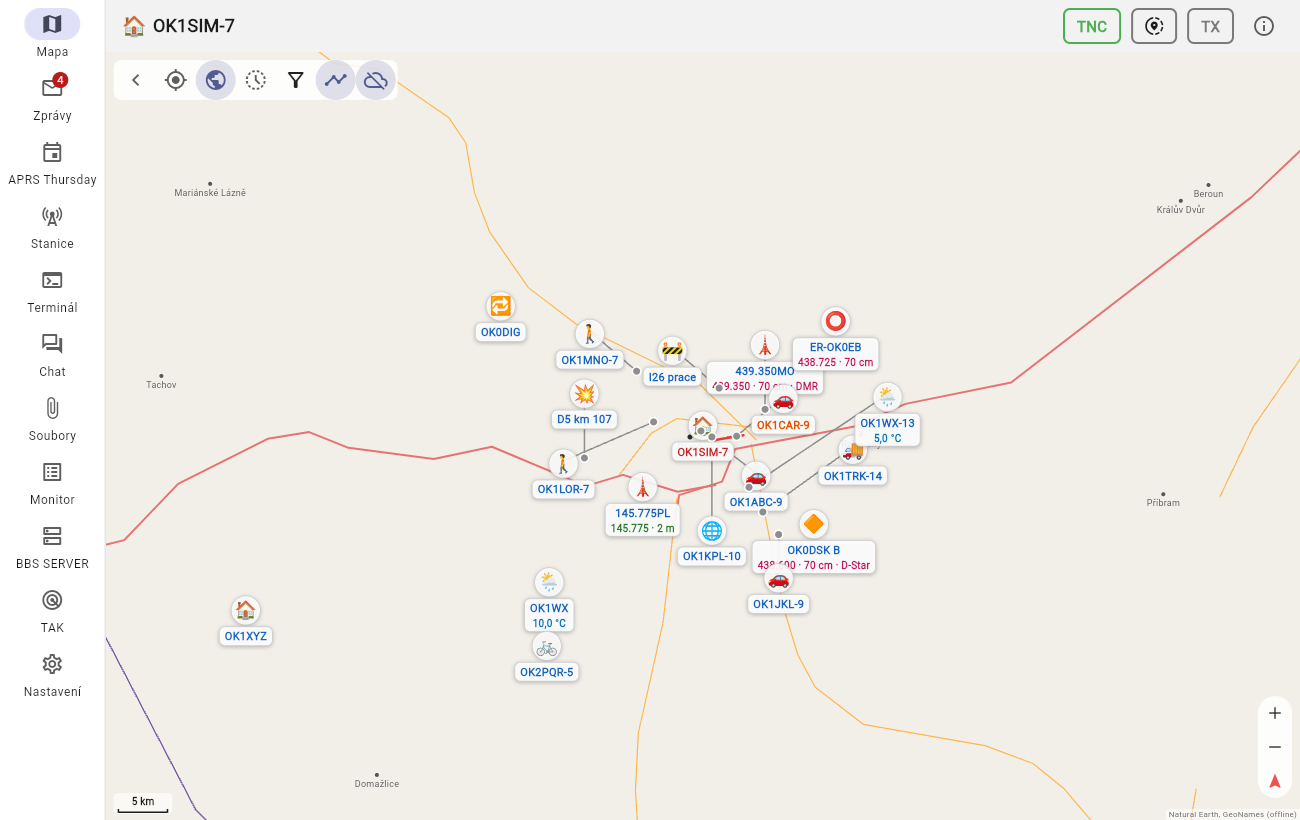 OK1SIM-7
TNC
TX
Mapa
4
Zprávy
APRS Thursday
Stanice
Terminál
Chat
Soubory
Monitor
BBS SERVER
TAK
Nastavení
Mariánské Lázně
Beroun
Králův Dvůr
Tachov
OK0DIG
OK1MNO-7
I26 prace
439.350MO
ER-OK0EB
438.725 · 70 cm
D5 km 107
OK1CAR-9
OK1WX-13
5,0 °C
OK1SIM-7
OK1LOR-7
OK1TRK-14
OK1ABC-9
Příbram
145.775PL
145.775 · 2 m
OK1KPL-10
OK0DSK B
OK1JKL-9
OK1WX
10,0 °C
OK1XYZ
OK2PQR-5
Domažlice
5 km
Natural Earth, GeoNames (offline)